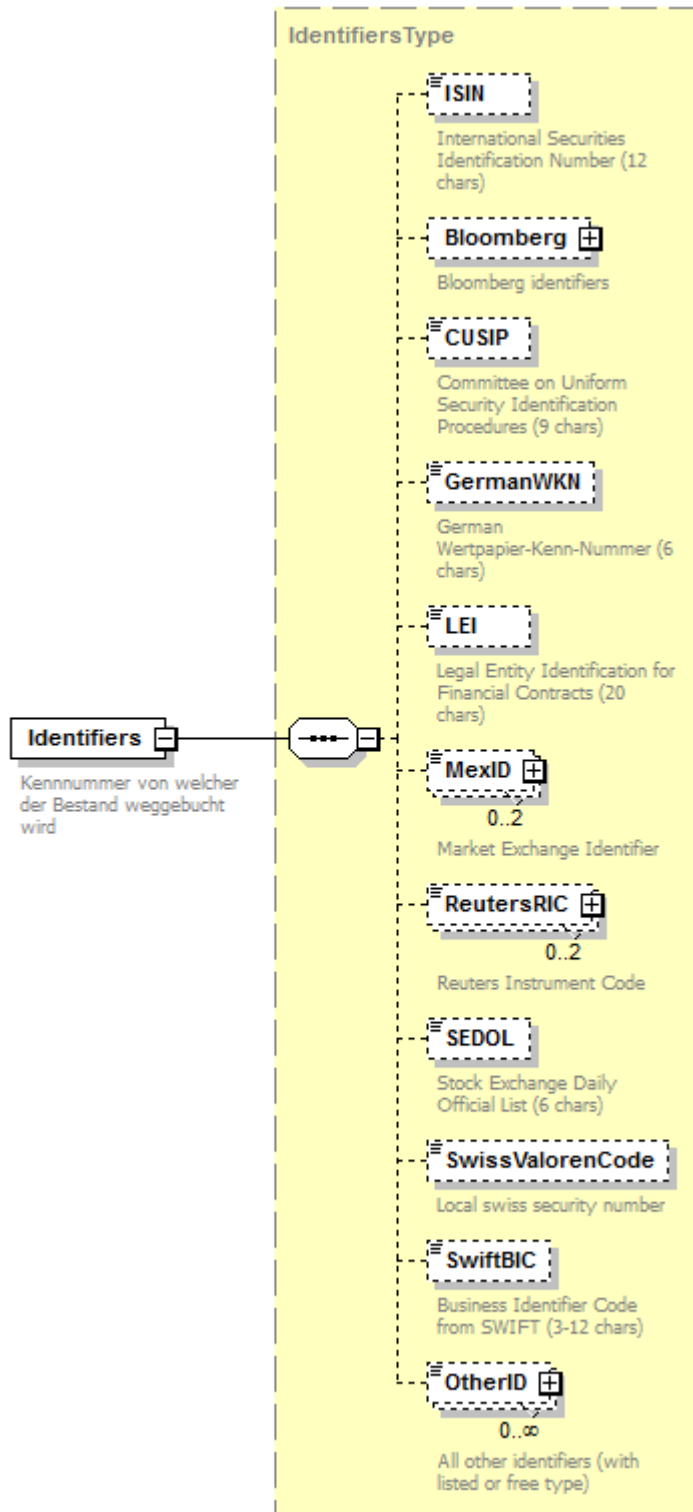 IdentifiersType
ISIN
International Securities
Identification Number (12
chars)
Bloomberg
Bloomberg identifiers
CUSIP
Committee on Uniform
Security Identification
Procedures (9 chars)
GermanWKN
German
Wertpapier-Kenn-Nummer (6
chars)
LEI
Legal Entity Identification for
Financial Contracts (20
chars)
Identifiers
Kennnummer von welcher
der Bestand weggebucht
wird
MexID
0..2
Market Exchange Identifier
ReutersRIC
0..2
Reuters Instrument Code
SEDOL
Stock Exchange Daily
Official List (6 chars)
SwissValorenCode
Local swiss security number
SwiftBIC
Business Identifier Code
from SWIFT (3-12 chars)
OtherID
0..∞
All other identifiers (with
listed or free type)